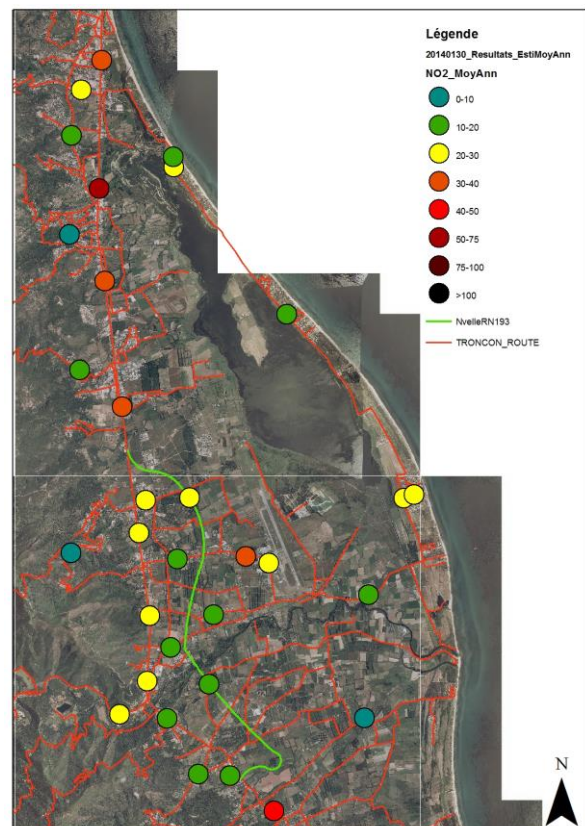 Légende
20140130_Resultats_EstiMoyAnn
NO2_MoyAnn
0-10
10-20
20-30
30-40
40-50
50-75
75-100
>100
NvelleRN193
TRONCON_ROUTE
N